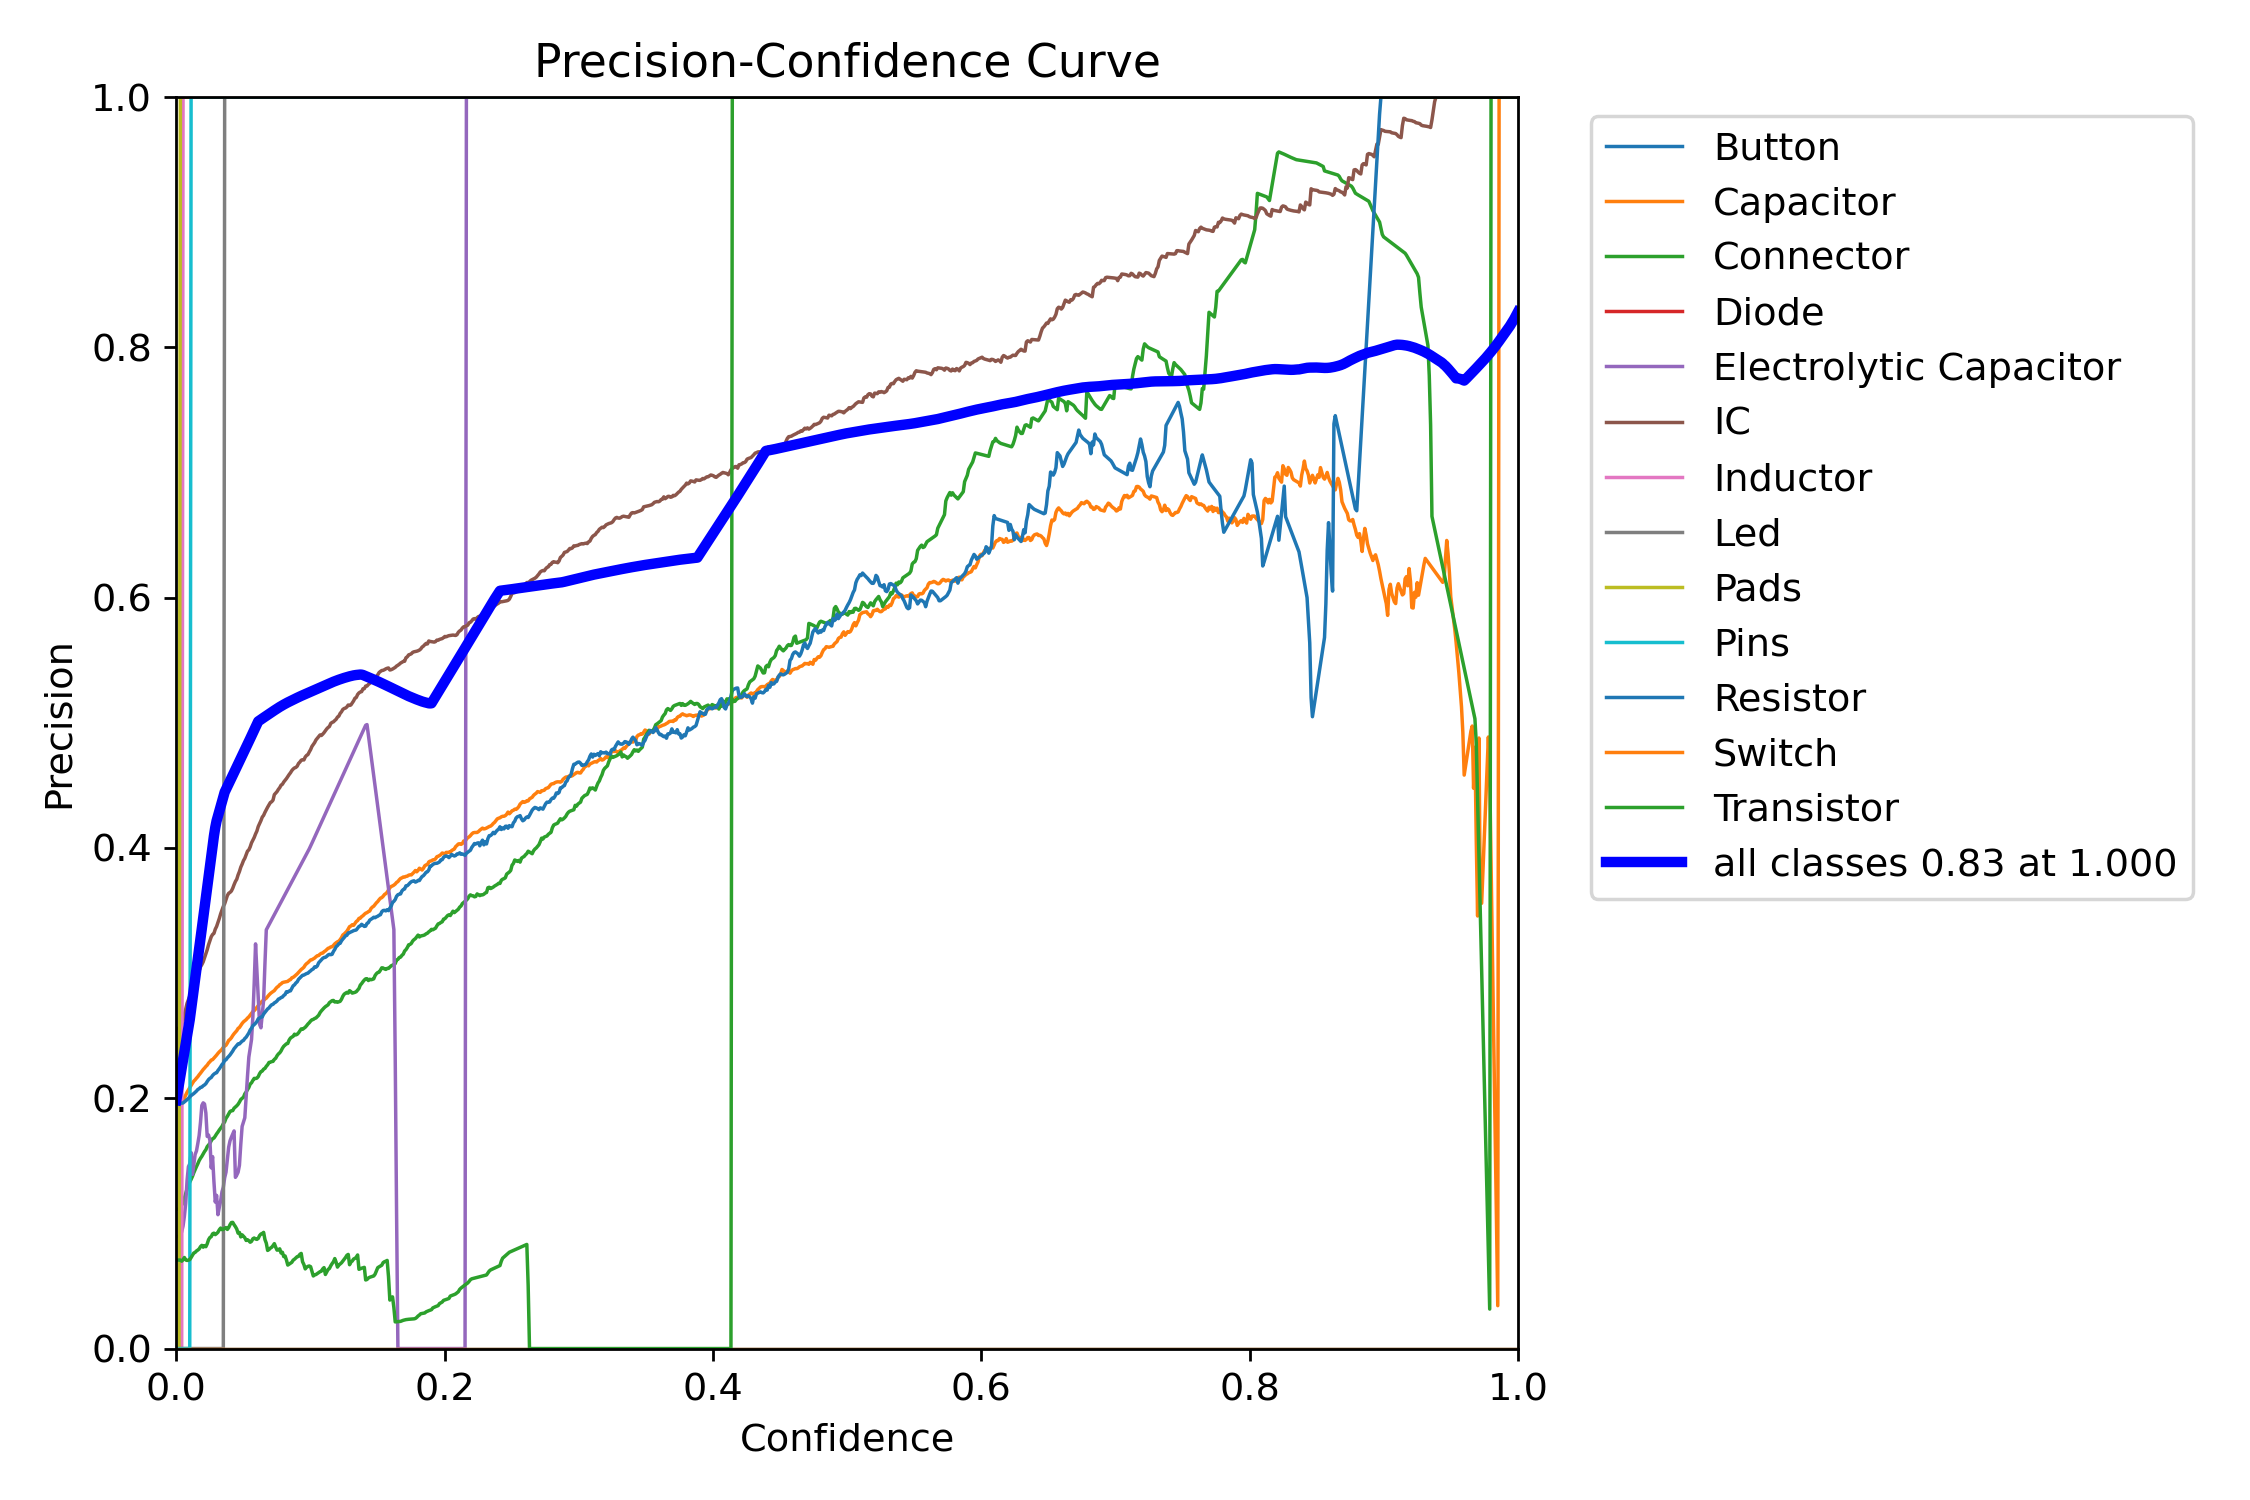 Precision-Confidence Curve
1.0
0.8
0.6
0.4
0.2
0.0
Precision
0.0 0.2 0.4 0.6 0.8 1.0
Confidence
Button
Capacitor
Connector
Diode
Electrolytic Capacitor
IC
Inductor
Led
Pads
Pins
Resistor
Switch
Transistor
all classes 0.83 at 1.000